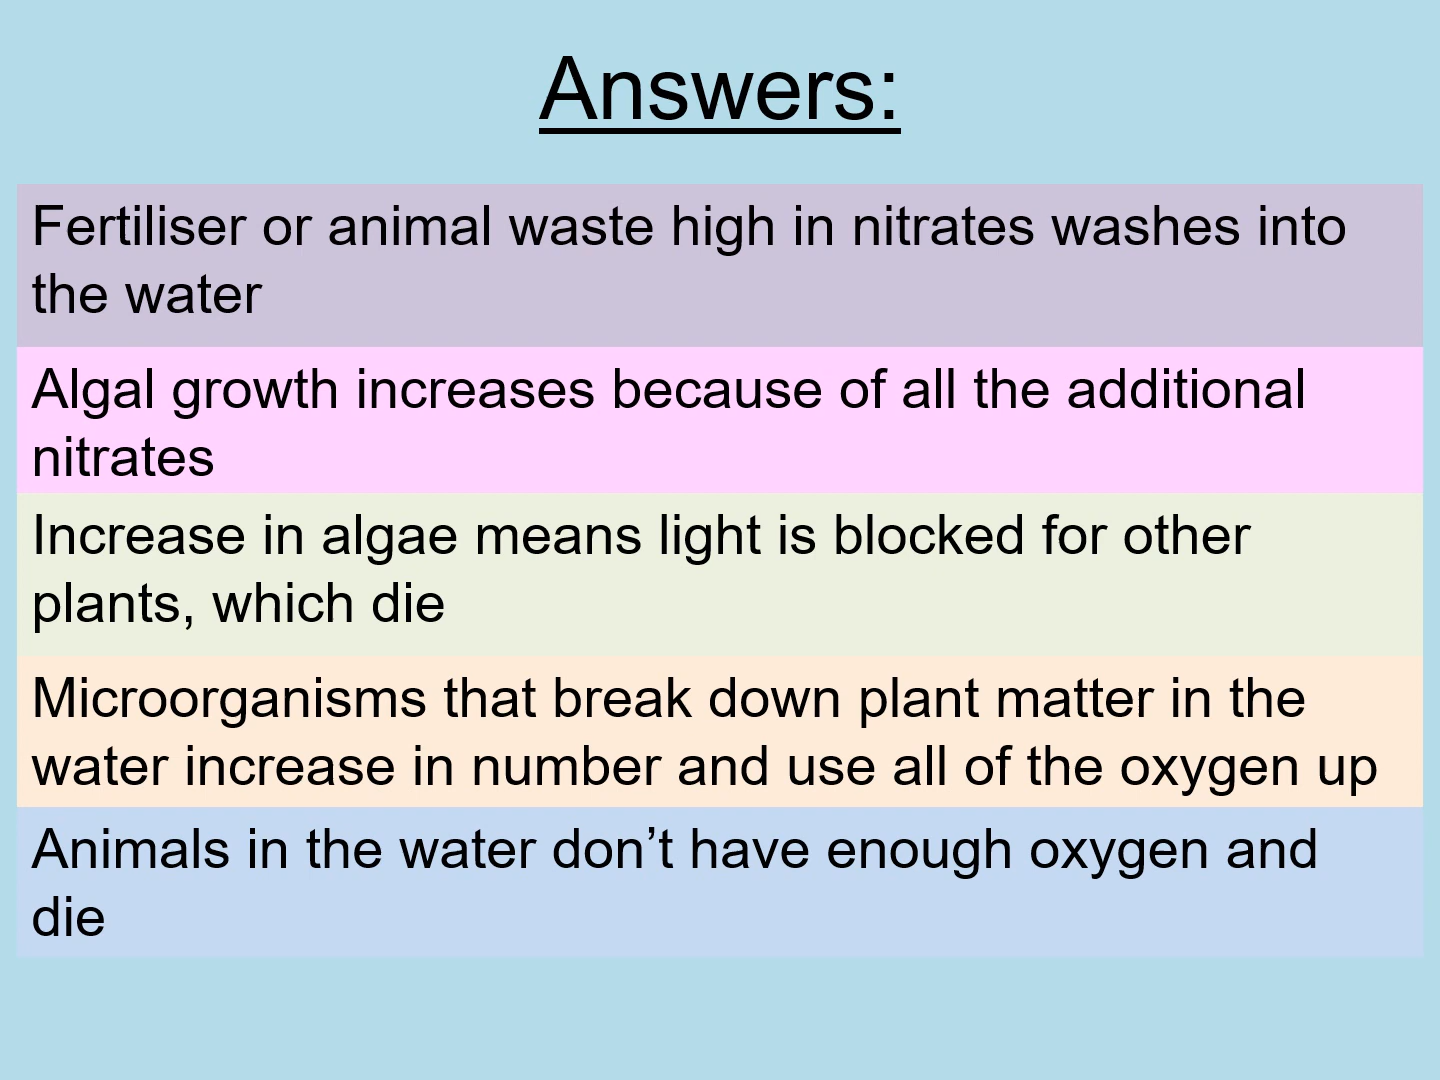 Answers:
Fertiliser or animal waste high in nitrates washes into
the water
Algal growth increases because of all the additional
nitrates
Increase in algae means light is blocked for other
plants, which die
Microorganisms that break down plant matter in the
water increase in number and use all of the oxygen up
Animals in the water don’t have enough oxygen and
die